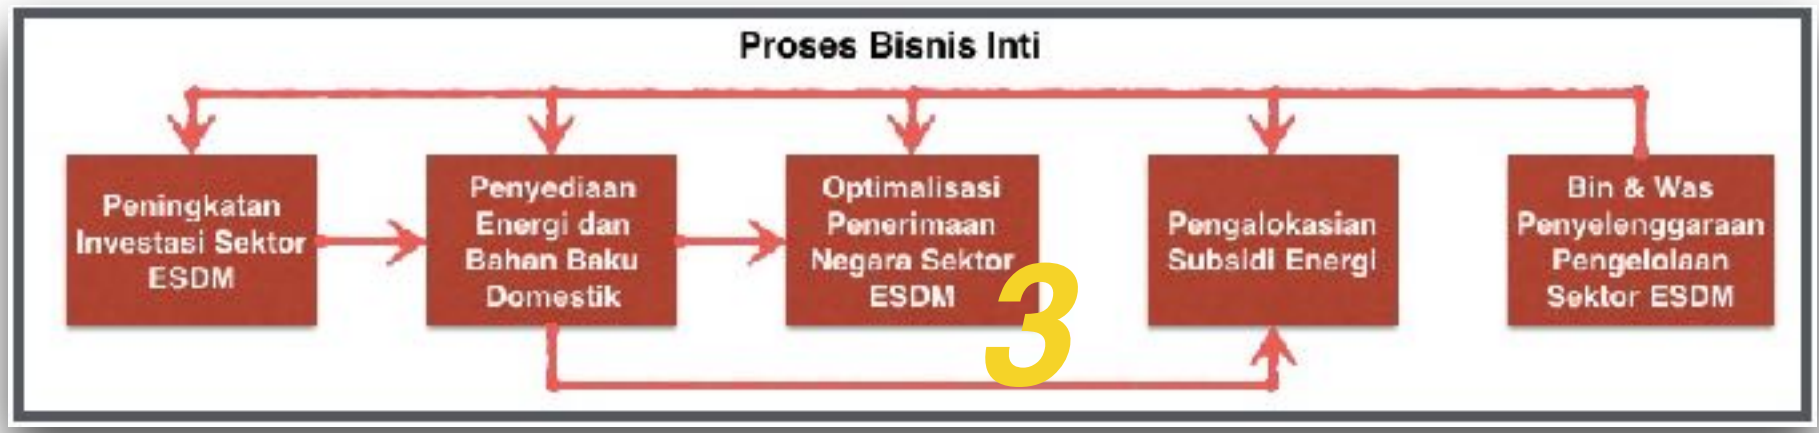 Proses Bisnis Inti
Peningkatan
Investasi Sektor
ESDM
Penyediaan
Energi dan
Bahan Baku
Domestik
Optimalisasi
Penerimaan
Negara Sektor
ESDM
3
Pengalokasian
Subsidi Energi
Bin & Was
Penyelenggaraan
Pengelolaan
Sektor ESDM